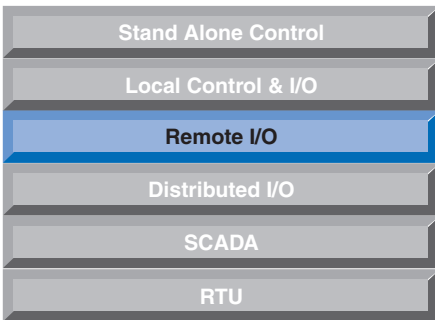 Stand Alone Control
Local Control & I/O
Remote I/O
Distributed I/O
SCADA
RTU